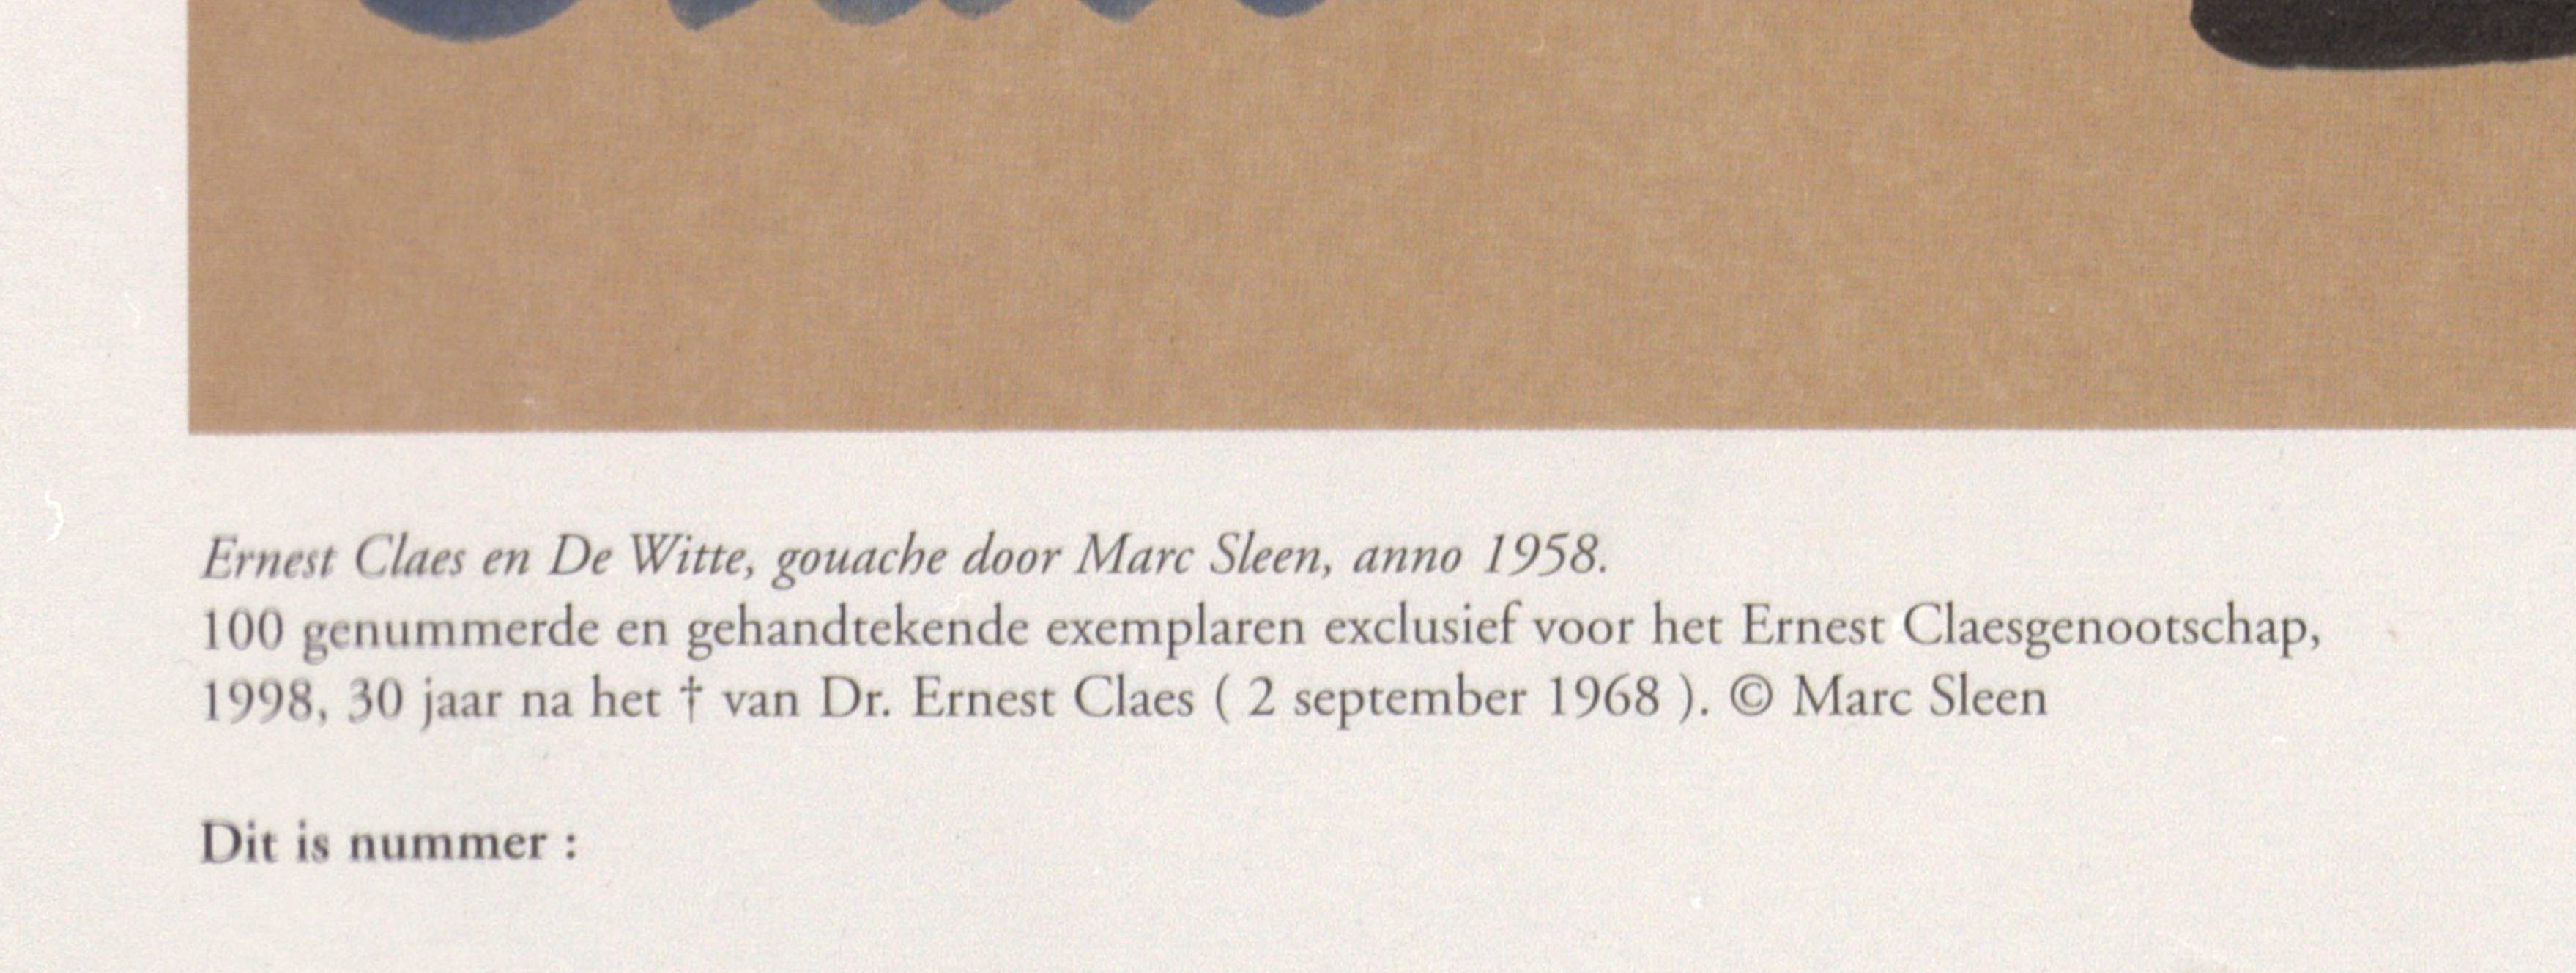 Ernest Claes en De Witte, gouache door Marc Sleen, anno 1958.
100 genummerde en gehandtekende exemplaren exclusief voor het Ernest Claesgenootschap,
1998, 30 jaar na het † van Dr. Ernest Claes ( 2 september 1968 ). © Marc Sleen
Dit is nummer :